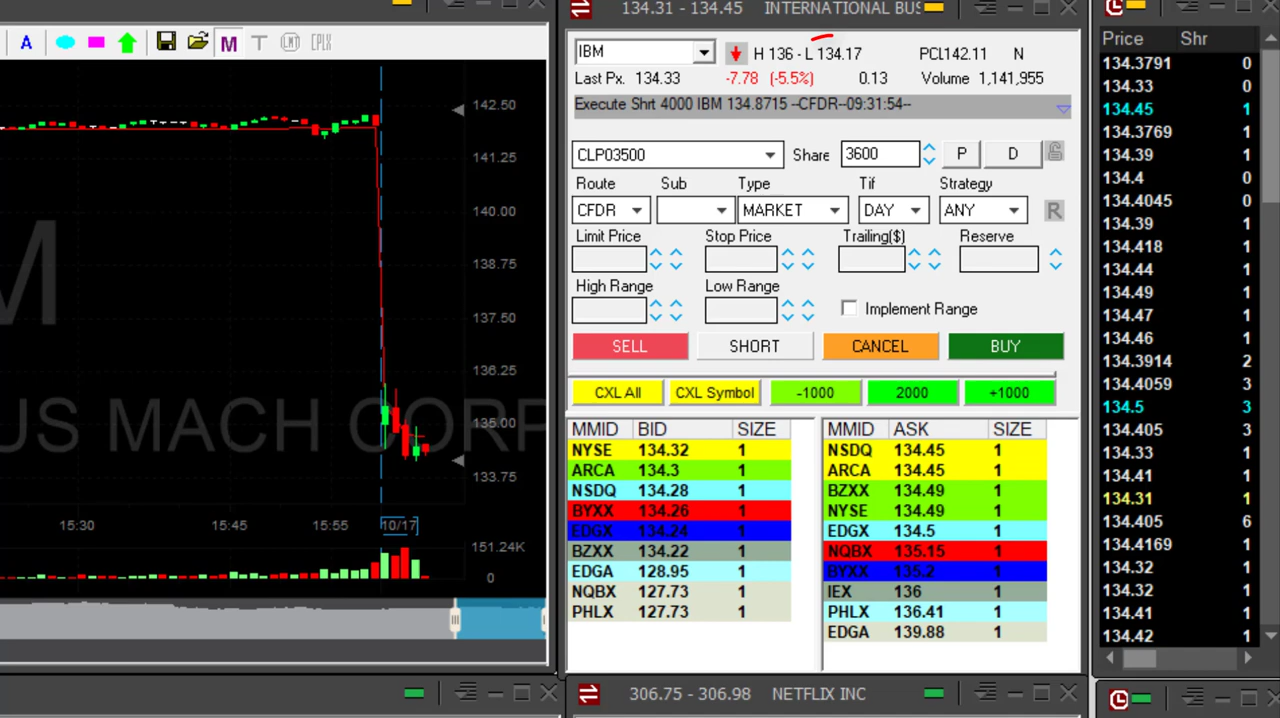 134.31 - 134.45 INTERNATIONAL BUS
A M T
142.50
141.25
140.00
138.75
137.50
136.25
135.00
133.75
M
US MACH CORP
15:30 15:45 15:55 10/17
151.24K
0
IBM H 136 - L 134.17 PCL142.11 N
Last Px. 134.33 -7.78 (-5.5%) 0.13 Volume 1,141,955
Execute Shrt 4000 IBM 134.8715 --CFDR--09:31:54--
CLP03500 Share 3600 P D
Route Sub Type Tif Strategy
CFDR MARKET DAY ANY R
Limit Price Stop Price Trailing($) Reserve
High Range Low Range
Implement Range
SELL SHORT CANCEL BUY
CXL All CXL Symbol -1000 2000 +1000
MMID BID SIZE
NYSE 134.32 1
ARCA 134.3 1
NSDQ 134.28 1
BYXX 134.26 1
EDGX 134.24 1
BZXX 134.22 1
EDGA 128.95 1
NQBX 127.73 1
PHLX 127.73 1
MMID ASK SIZE
NSDQ 134.45 1
ARCA 134.45 1
BZXX 134.49 1
NYSE 134.49 1
EDGX 134.5 1
NQBX 135.15 1
BYXX 135.2 1
IEX 136 1
PHLX 136.41 1
EDGA 139.88 1
Price Shr
134.3791 0
134.33 0
134.45 1
134.3769 1
134.39 1
134.4 0
134.4045 0
134.39 1
134.418 1
134.44 1
134.49 1
134.47 1
134.46 1
134.3914 2
134.4059 3
134.5 3
134.405 3
134.33 1
134.41 1
134.31 1
134.405 6
134.4169 1
134.32 1
134.32 1
134.41 1
134.42 1
306.75 - 306.98 NETFLIX INC